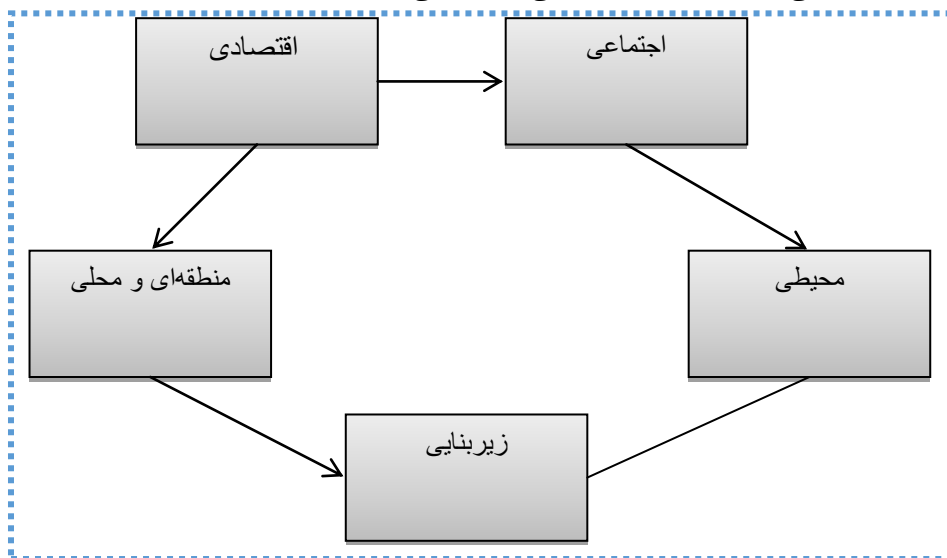 اجتماعی
اقتصادی
محیطی
منطقه‌ای و محلی
زیربنایی